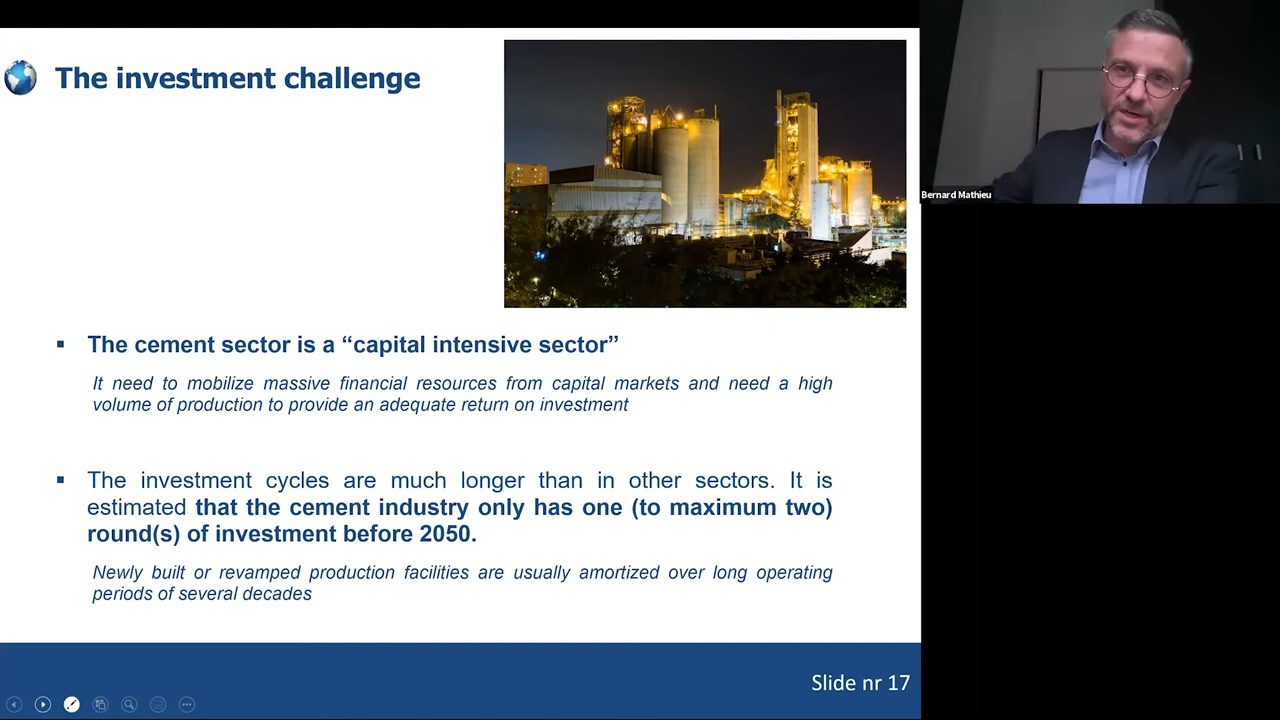 The investment challenge
Bernard Mathieu
▪ The cement sector is a “capital intensive sector”
It need to mobilize massive financial resources from capital markets and need a high
volume of production to provide an adequate return on investment
▪ The investment cycles are much longer than in other sectors. It is
estimated that the cement industry only has one (to maximum two)
round(s) of investment before 2050.
Newly built or revamped production facilities are usually amortized over long operating
periods of several decades
Slide nr 17